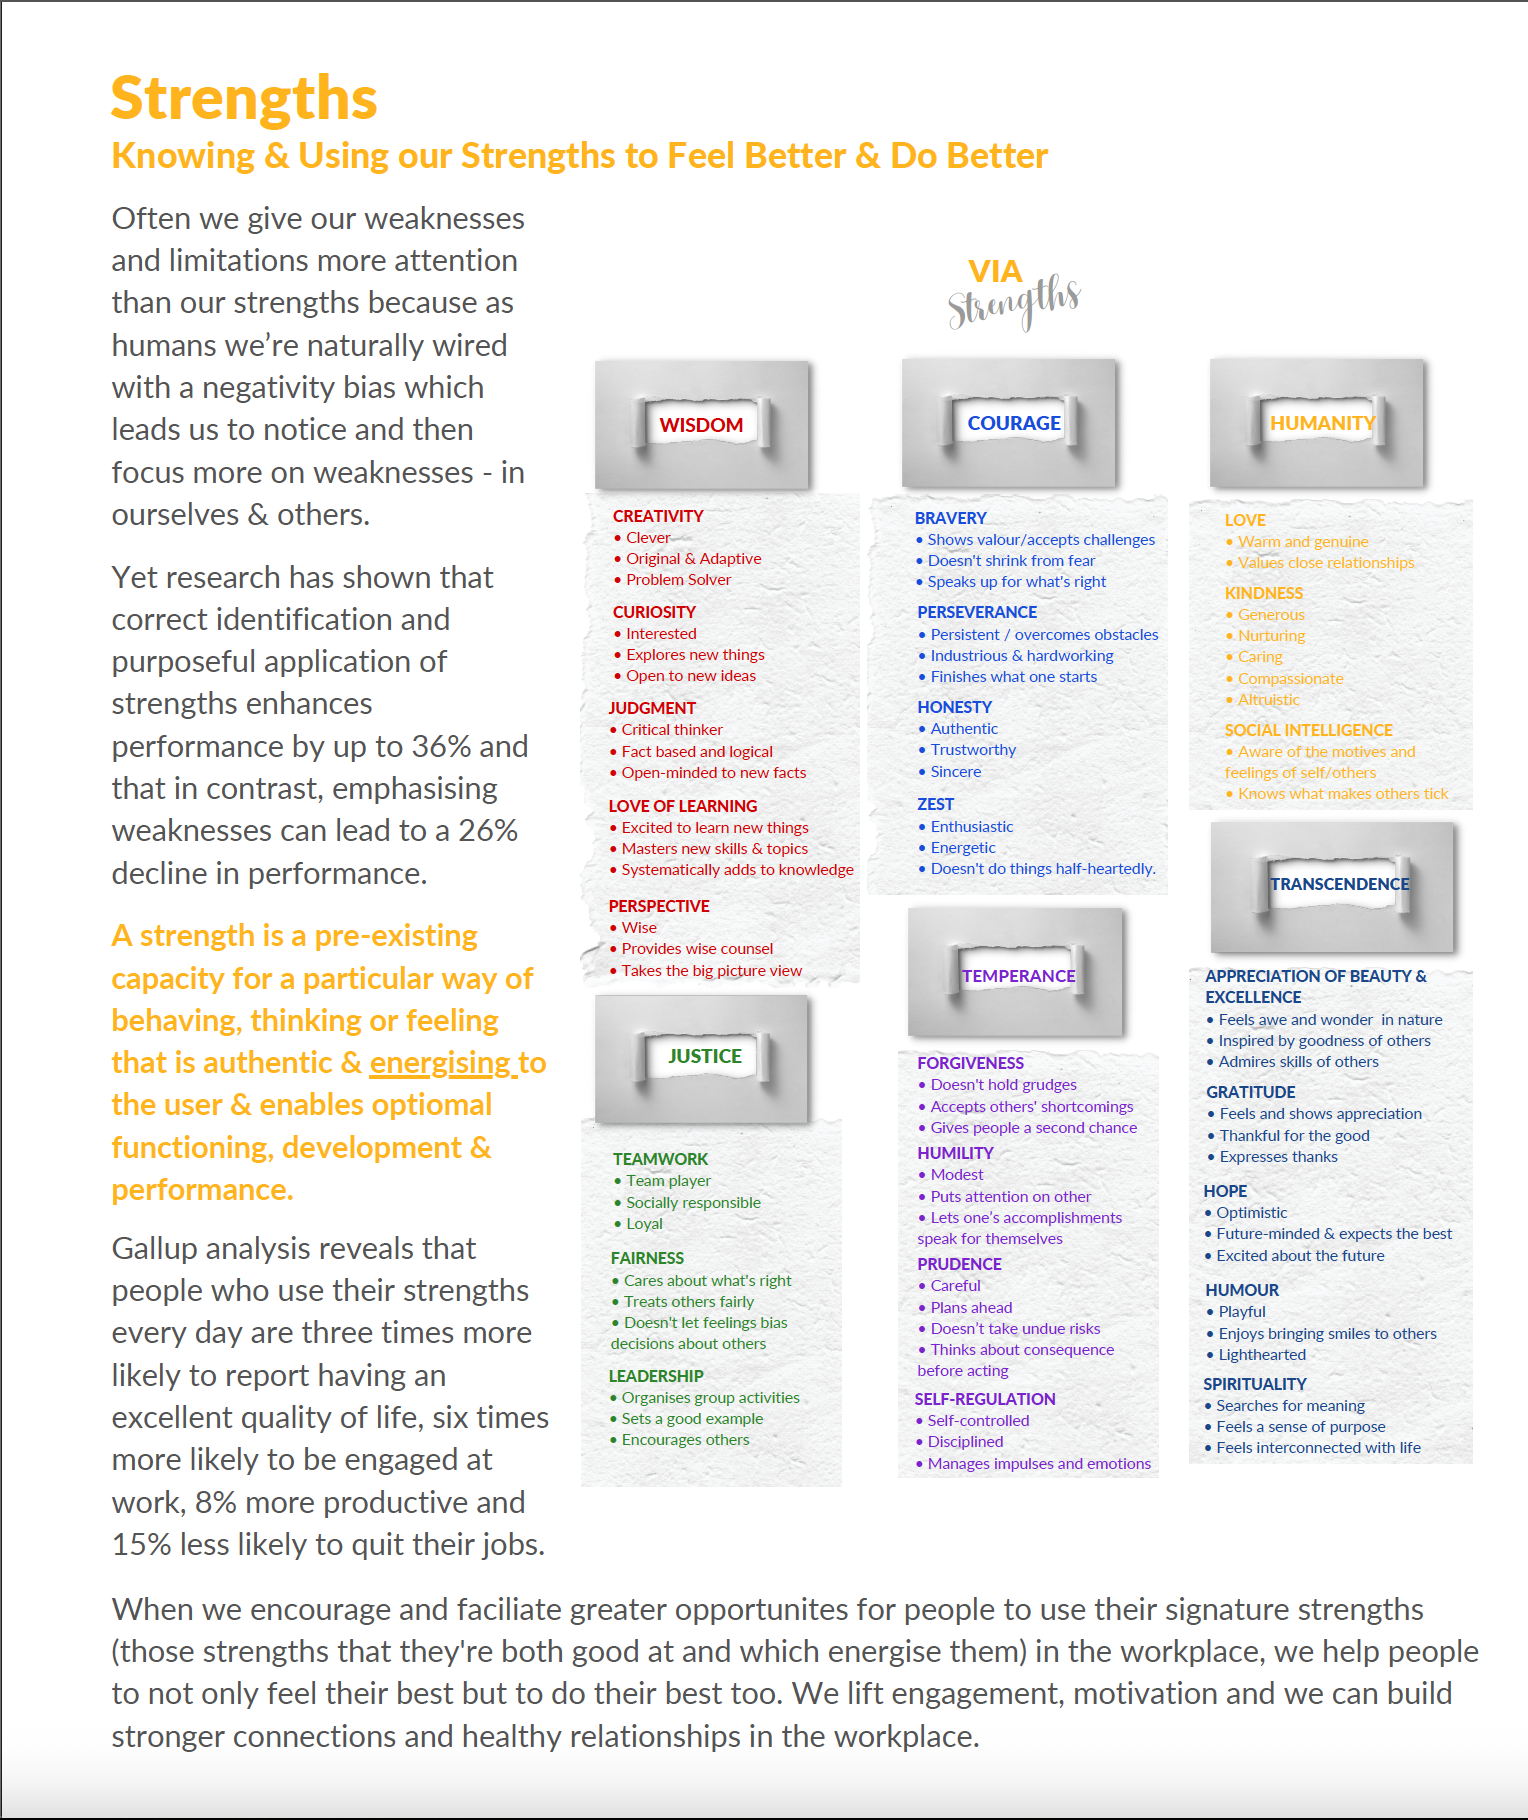 Strengths
Knowing & Using our Strengths to Feel Better & Do Better
Often we give our weaknesses
and limitations more attention
than our strengths because as
humans we’re naturally wired
with a negativity bias which
leads us to notice and then
focus more on weaknesses - in
ourselves & others.
Yet research has shown that
correct identification and
purposeful application of
strengths enhances
performance by up to 36% and
that in contrast, emphasising
weaknesses can lead to a 26%
decline in performance.
A strength is a pre-existing
capacity for a particular way of
behaving, thinking or feeling
that is authentic & energising to
the user & enables optiomal
functioning, development &
performance.
Gallup analysis reveals that
people who use their strengths
every day are three times more
likely to report having an
excellent quality of life, six times
more likely to be engaged at
work, 8% more productive and
15% less likely to quit their jobs.
VIA
Strengths
WISDOM
CREATIVITY
• Clever
• Original & Adaptive
• Problem Solver
CURIOSITY
• Interested
• Explores new things
• Open to new ideas
JUDGMENT
• Critical thinker
• Fact based and logical
• Open-minded to new facts
LOVE OF LEARNING
• Excited to learn new things
• Masters new skills & topics
• Systematically adds to knowledge
PERSPECTIVE
• Wise
• Provides wise counsel
• Takes the big picture view
JUSTICE
TEAMWORK
• Team player
• Socially responsible
• Loyal
FAIRNESS
• Cares about what's right
• Treats others fairly
• Doesn't let feelings bias
decisions about others
LEADERSHIP
• Organises group activities
• Sets a good example
• Encourages others
COURAGE
BRAVERY
• Shows valour/accepts challenges
• Doesn't shrink from fear
• Speaks up for what's right
PERSEVERANCE
• Persistent / overcomes obstacles
• Industrious & hardworking
• Finishes what one starts
HONESTY
• Authentic
• Trustworthy
• Sincere
ZEST
• Enthusiastic
• Energetic
• Doesn't do things half-heartedly.
TEMPERANCE
FORGIVENESS
• Doesn't hold grudges
• Accepts others' shortcomings
• Gives people a second chance
HUMILITY
• Modest
• Puts attention on other
• Lets one’s accomplishments
speak for themselves
PRUDENCE
• Careful
• Plans ahead
• Doesn’t take undue risks
• Thinks about consequence
before acting
SELF-REGULATION
• Self-controlled
• Disciplined
• Manages impulses and emotions
HUMANITY
LOVE
• Warm and genuine
• Values close relationships
KINDNESS
• Generous
• Nurturing
• Caring
• Compassionate
• Altruistic
SOCIAL INTELLIGENCE
• Aware of the motives and
feelings of self/others
• Knows what makes others tick
TRANSCENDENCE
APPRECIATION OF BEAUTY &
EXCELLENCE
• Feels awe and wonder in nature
• Inspired by goodness of others
• Admires skills of others
GRATITUDE
• Feels and shows appreciation
• Thankful for the good
• Expresses thanks
HOPE
• Optimistic
• Future-minded & expects the best
• Excited about the future
HUMOUR
• Playful
• Enjoys bringing smiles to others
• Lighthearted
SPIRITUALITY
• Searches for meaning
• Feels a sense of purpose
• Feels interconnected with life
When we encourage and faciliate greater opportunites for people to use their signature strengths
(those strengths that they're both good at and which energise them) in the workplace, we help people
to not only feel their best but to do their best too. We lift engagement, motivation and we can build
stronger connections and healthy relationships in the workplace.